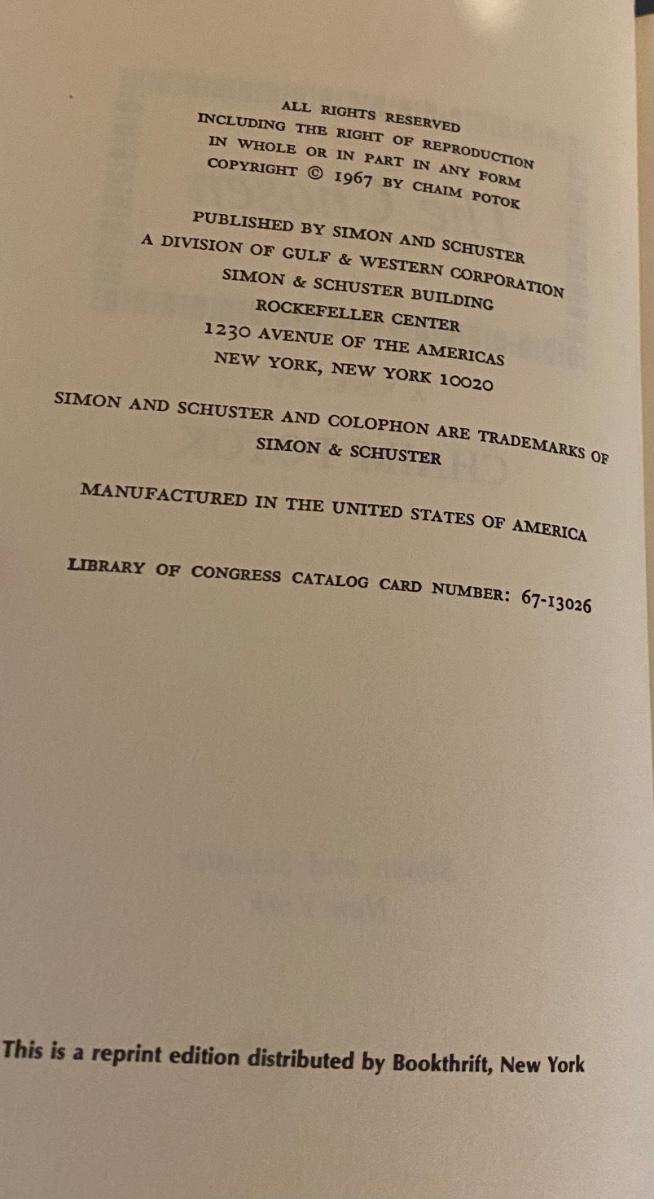 ALL RIGHTS RESERVED
INCLUDING THE RIGHT OF REPRODUCTION
IN WHOLE OR IN PART IN ANY FORM
COPYRIGHT © 1967 BY CHAIM POTOK
PUBLISHED BY SIMON AND SCHUSTER
A DIVISION OF GULF & WESTERN CORPORATION
SIMON & SCHUSTER BUILDING
ROCKEFELLER CENTER
1230 AVENUE OF THE AMERICAS
NEW YORK, NEW YORK 10020
SIMON AND SCHUSTER AND COLOPHON ARE TRADEMARKS OF
SIMON & SCHUSTER
MANUFACTURED IN THE UNITED STATES OF AMERICA
LIBRARY OF CONGRESS CATALOG CARD NUMBER: 67-13026
This is a reprint edition distributed by Bookthrift, New York